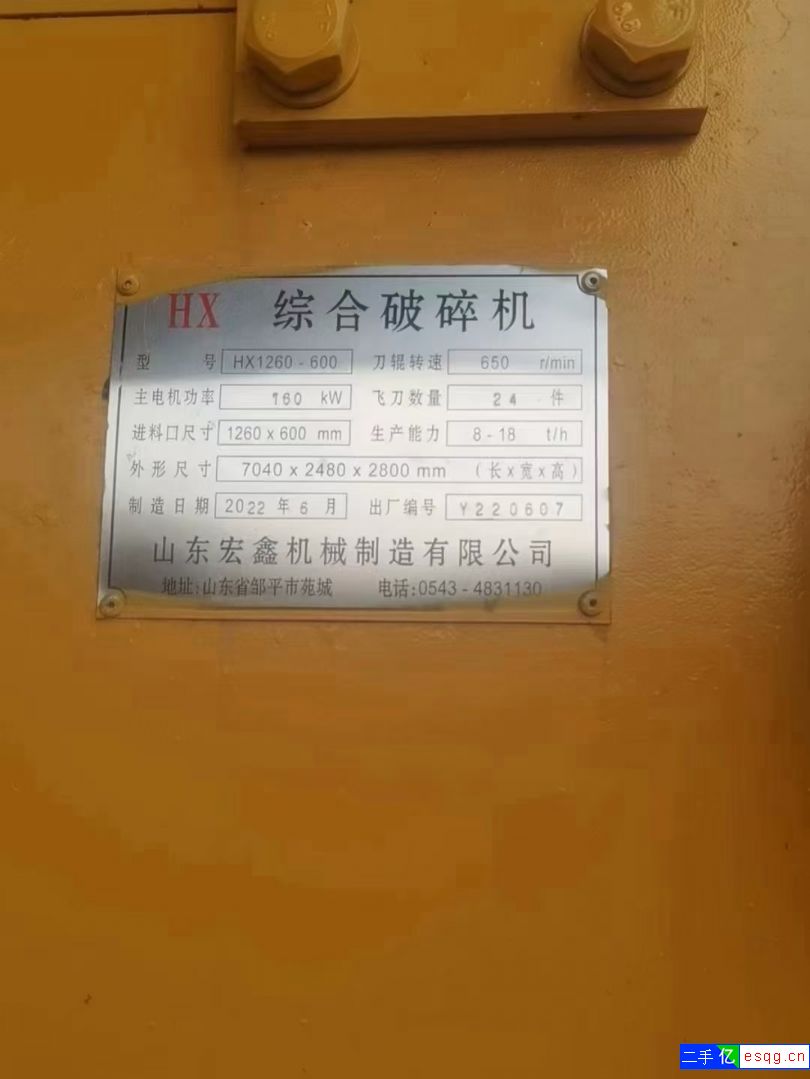 HX 综合破碎机
型 号 HX1260-600 刀辊转速 650 r/min
主电机功率 160 kW 飞刀数量 24 件
进料口尺寸 1260 x 600 mm 生产能力 8-18 t/h
外形尺寸 7040 x 2480 x 2800 mm (长x宽x高)
制造日期 2022 年 6 月 出厂编号 Y220607
山东宏鑫机械制造有限公司
地址:山东省邹平市苑城 电话:0543-4831130
二手亿 esqg.cn